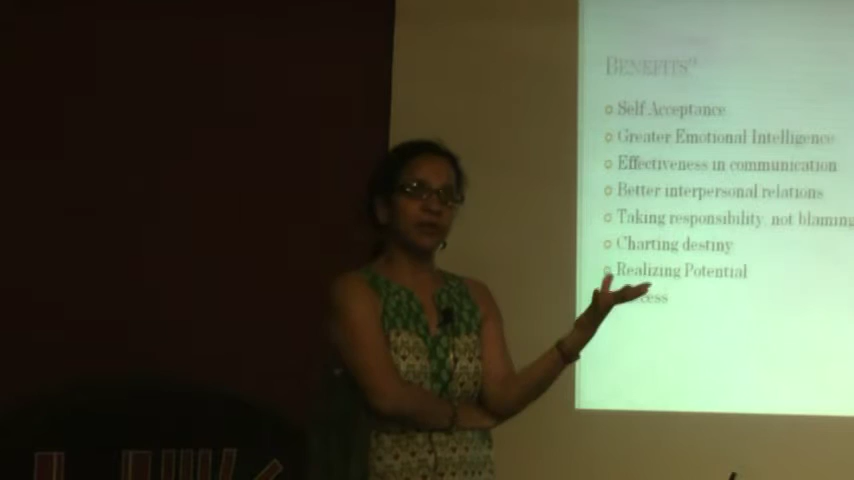 BENEFITS
Self Acceptance
Greater Emotional Intelligence
Effectiveness in communication
Better interpersonal relations
Taking responsibility, not blaming
Charting destiny
Realizing Potential